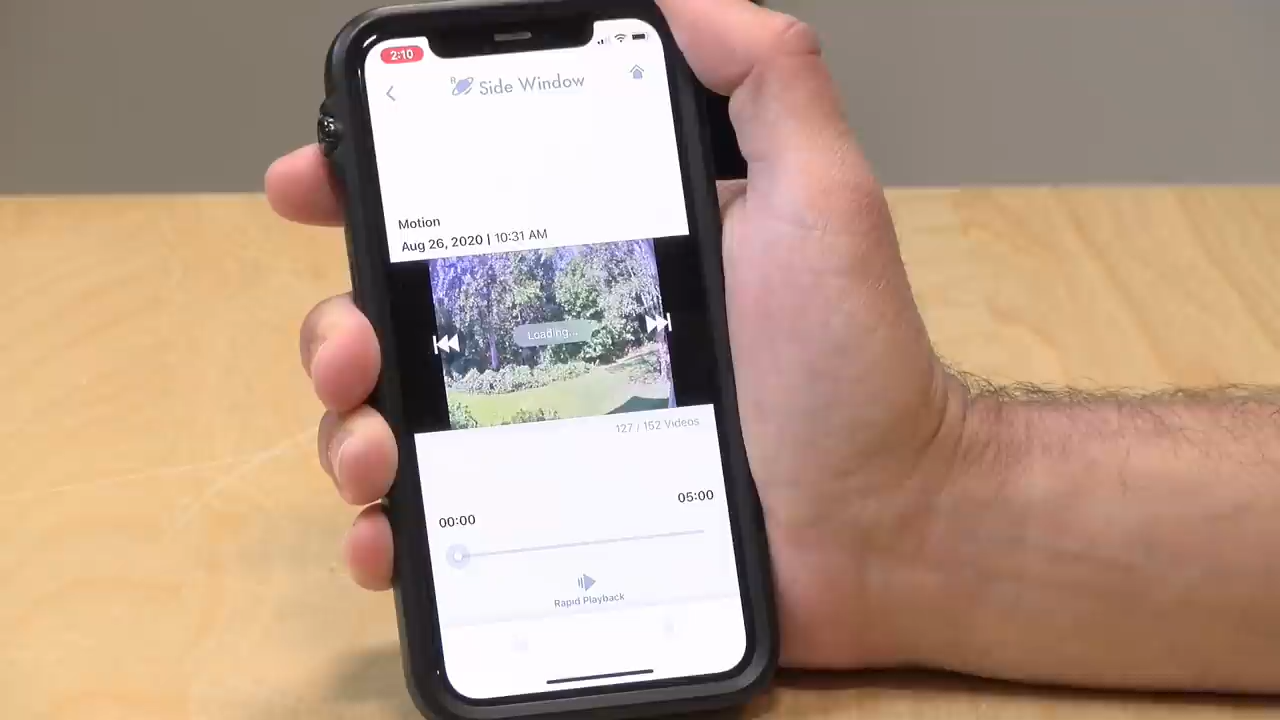 2:10
Side Window
Motion
Aug 26, 2020 | 10:31 AM
Loading...
127 / 152 Videos
05:00
00:00
Rapid Playback